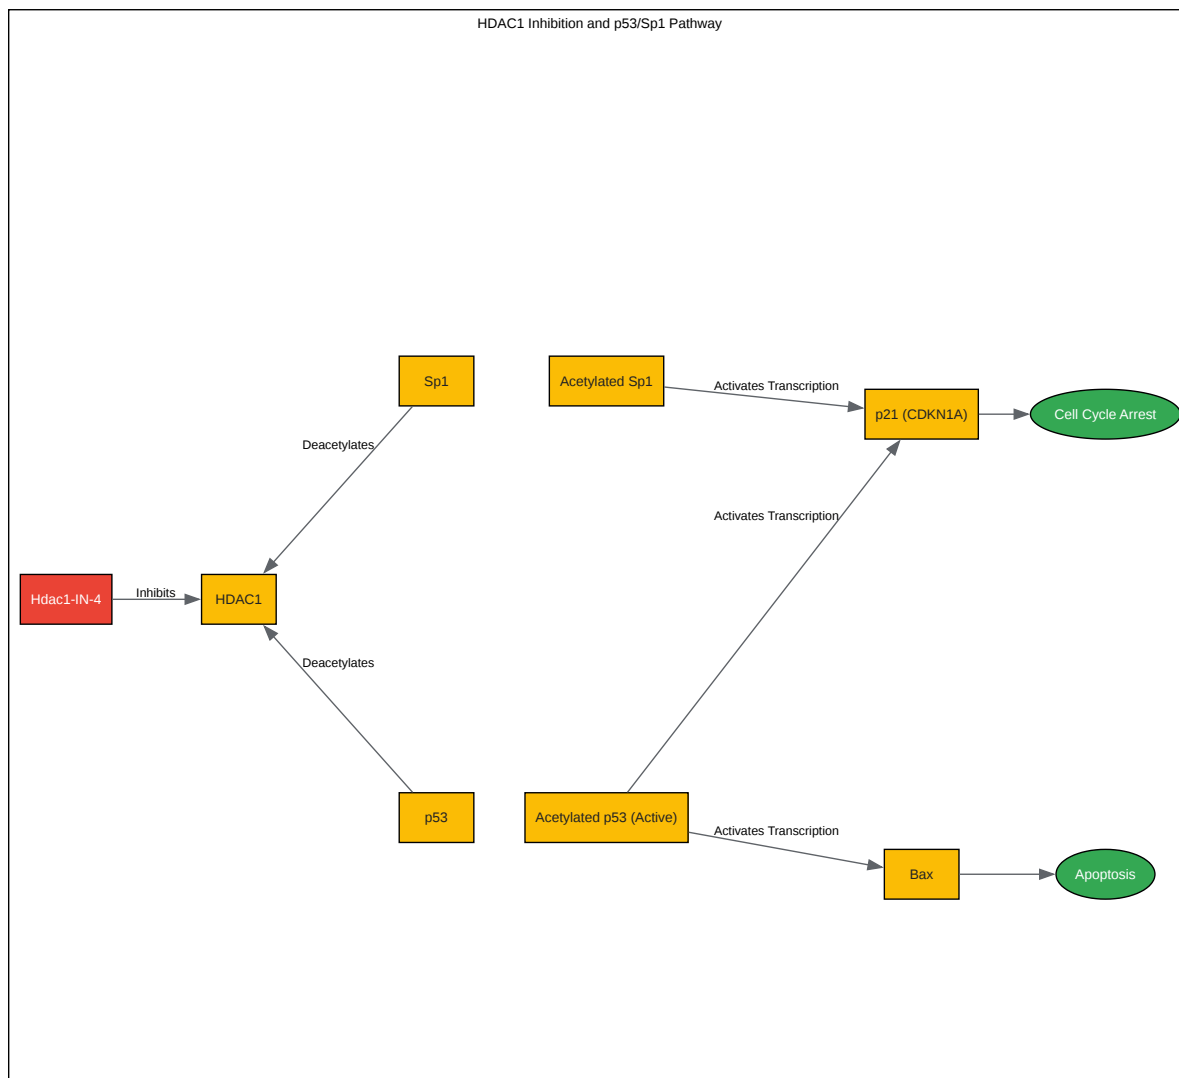 HDAC1 Inhibition and p53/Sp1 Pathway
Sp1
Acetylated Sp1
Activates Transcription
p21 (CDKN1A)
Cell Cycle Arrest
Deacetylates
Activates Transcription
Hdac1-IN-4
Inhibits
HDAC1
Deacetylates
p53
Acetylated p53 (Active)
Activates Transcription
Bax
Apoptosis